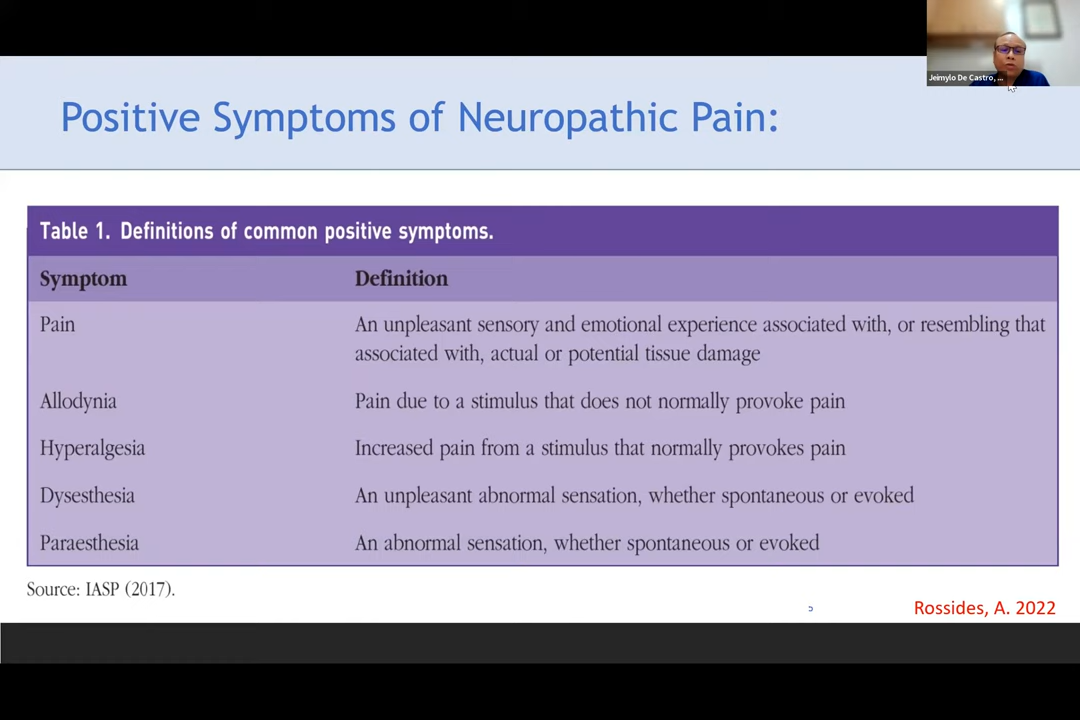 Jeimylo De Castro, ...
Positive Symptoms of Neuropathic Pain:
Table 1. Definitions of common positive symptoms.
Symptom Definition
Pain An unpleasant sensory and emotional experience associated with, or resembling that
associated with, actual or potential tissue damage
Allodynia Pain due to a stimulus that does not normally provoke pain
Hyperalgesia Increased pain from a stimulus that normally provokes pain
Dysesthesia An unpleasant abnormal sensation, whether spontaneous or evoked
Paraesthesia An abnormal sensation, whether spontaneous or evoked
Source: IASP (2017).
Rossides, A. 2022